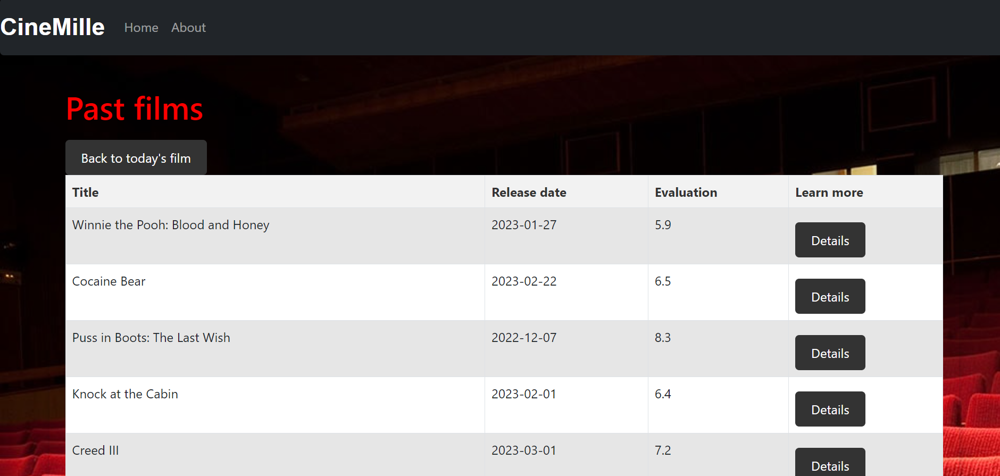 CineMille Home About
Past films
Back to today's film
Title Release date Evaluation Learn more
Winnie the Pooh: Blood and Honey 2023-01-27 5.9 Details
Cocaine Bear 2023-02-22 6.5 Details
Puss in Boots: The Last Wish 2022-12-07 8.3 Details
Knock at the Cabin 2023-02-01 6.4 Details
Creed III 2023-03-01 7.2 Details